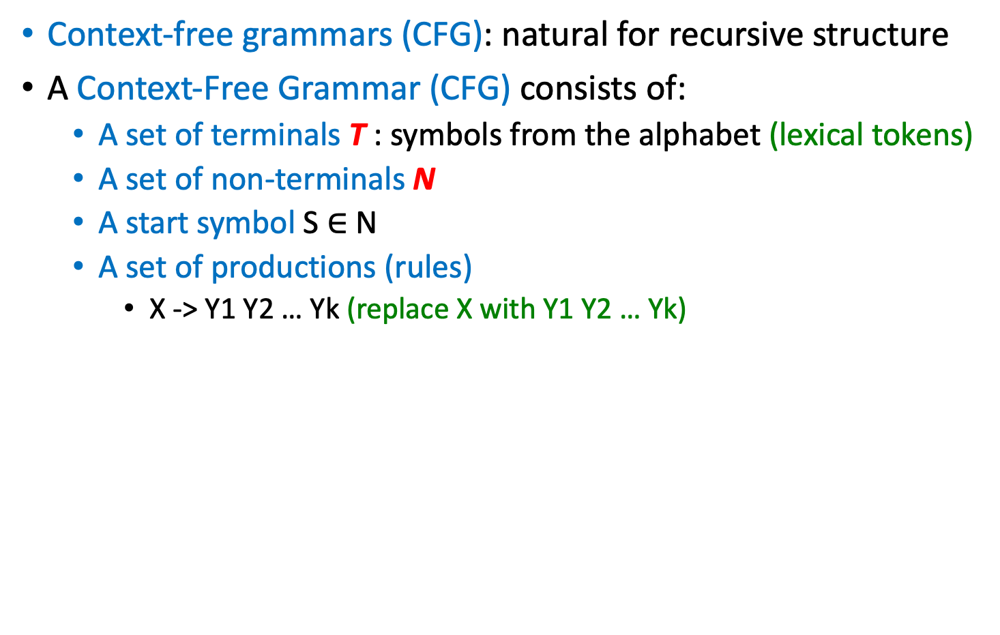 • Context-free grammars (CFG): natural for recursive structure
• A Context-Free Grammar (CFG) consists of:
• A set of terminals T : symbols from the alphabet (lexical tokens)
• A set of non-terminals N
• A start symbol S ∈ N
• A set of productions (rules)
• X -> Y1 Y2 … Yk (replace X with Y1 Y2 … Yk)